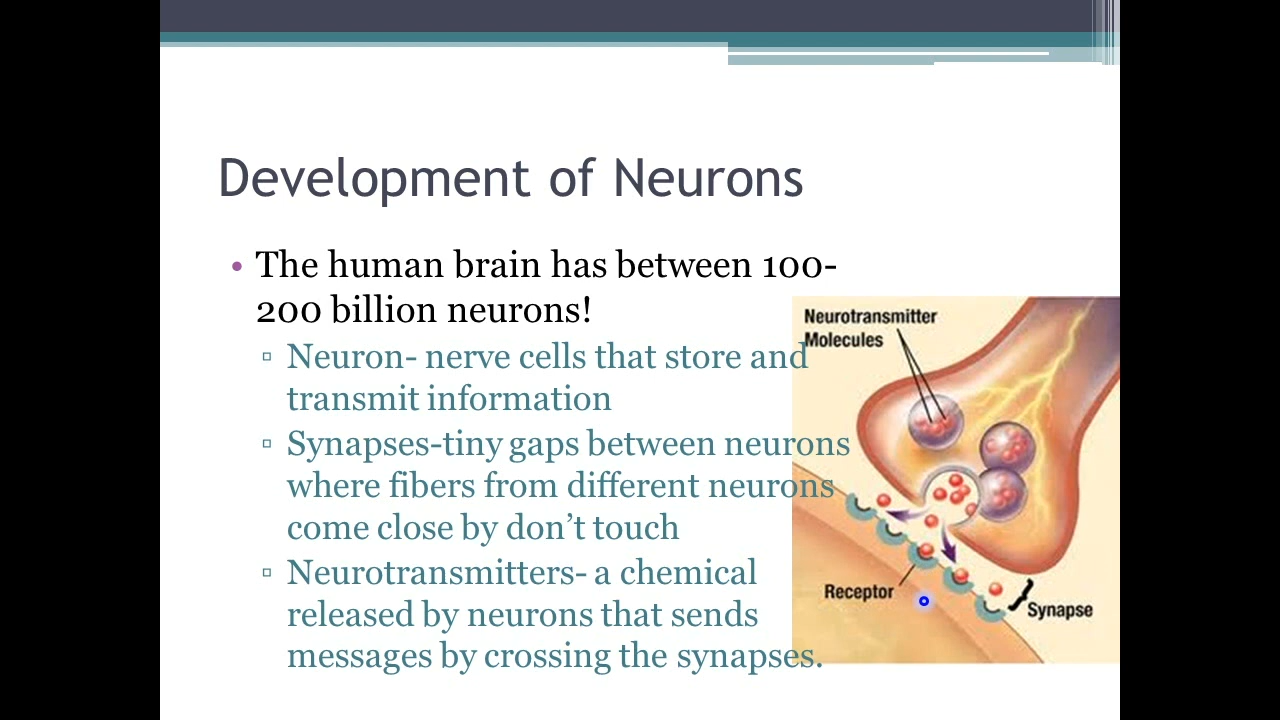 Development of Neurons
• The human brain has between 100-
200 billion neurons!
▫ Neuron- nerve cells that store and
transmit information
▫ Synapses-tiny gaps between neurons
where fibers from different neurons
come close by don’t touch
▫ Neurotransmitters- a chemical
released by neurons that sends
messages by crossing the synapses.
Neurotransmitter
Molecules
Receptor
Synapse